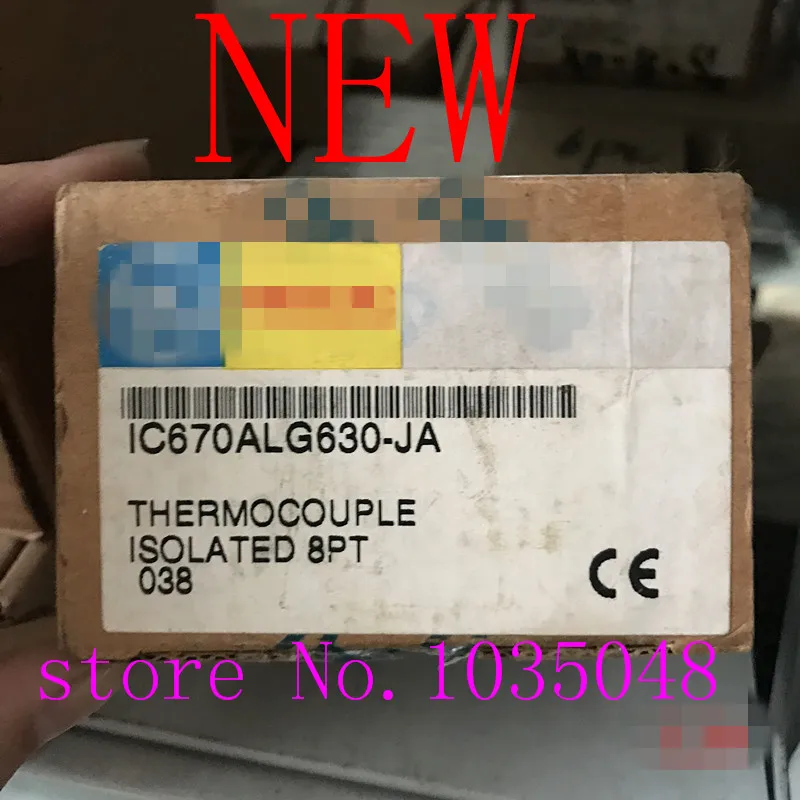 NEW
IC670ALG630-JA
THERMOCOUPLE
ISOLATED 8PT
038
CE
store No.1035048